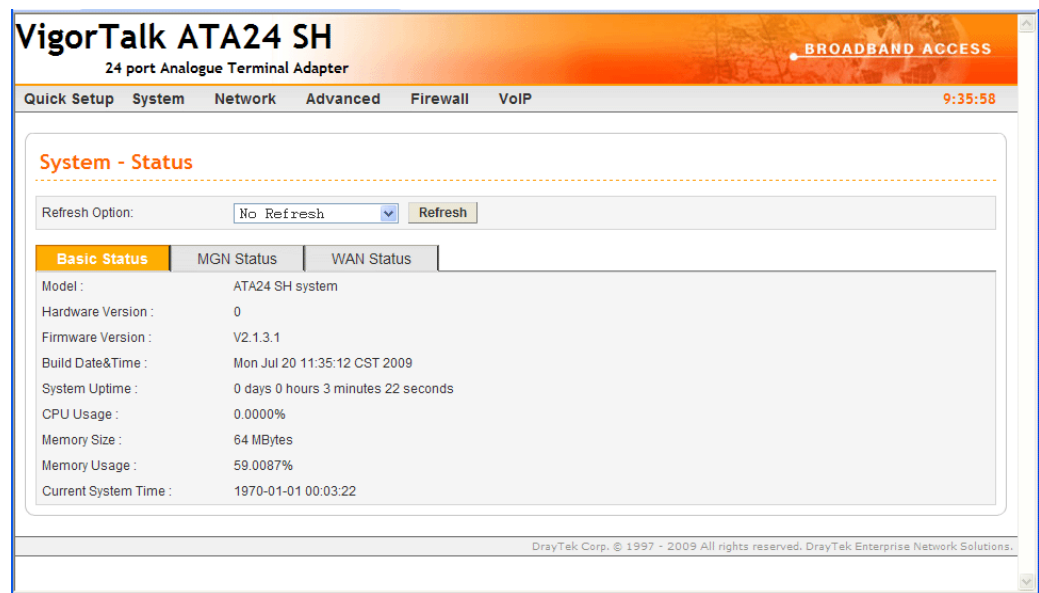 VigorTalk ATA24 SH
24 port Analogue Terminal Adapter
BROADBAND ACCESS
Quick Setup System Network Advanced Firewall VoIP 9:35:58
System - Status
Refresh Option: No Refresh Refresh
Basic Status MGN Status WAN Status
Model : ATA24 SH system
Hardware Version : 0
Firmware Version : V2.1.3.1
Build Date&Time : Mon Jul 20 11:35:12 CST 2009
System Uptime : 0 days 0 hours 3 minutes 22 seconds
CPU Usage : 0.0000%
Memory Size : 64 MBytes
Memory Usage : 59.0087%
Current System Time : 1970-01-01 00:03:22
DrayTek Corp. © 1997 - 2009 All rights reserved. DrayTek Enterprise Network Solutions.